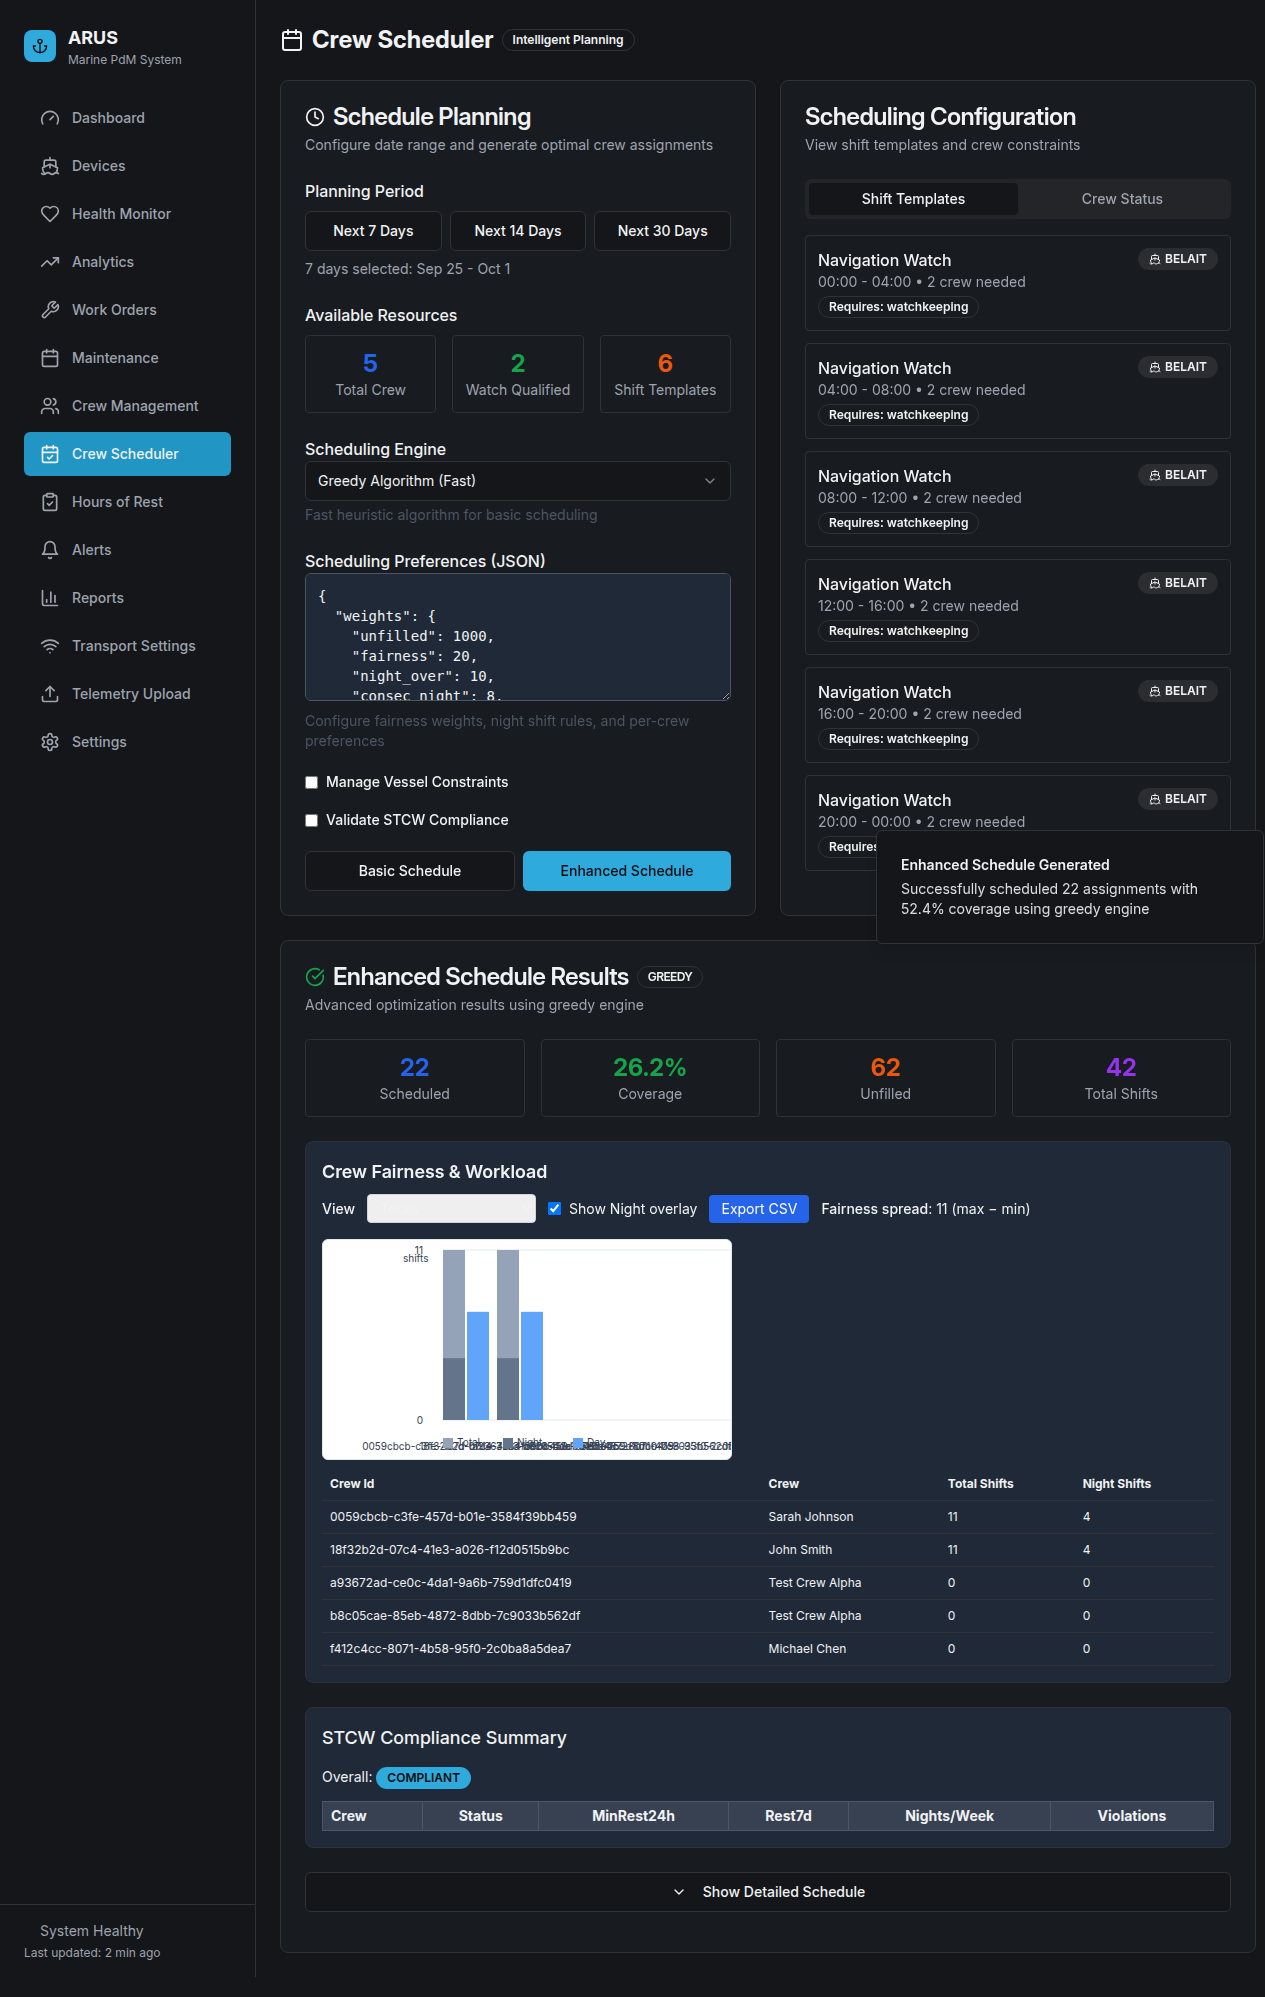 ARUS
Marine PdM System
Dashboard
Devices
Health Monitor
Analytics
Work Orders
Maintenance
Crew Management
Crew Scheduler
Hours of Rest
Alerts
Reports
Transport Settings
Telemetry Upload
Settings
System Healthy
Last updated: 2 min ago
Crew Scheduler
Intelligent Planning
Schedule Planning
Configure date range and generate optimal crew assignments
Planning Period
Next 7 Days
Next 14 Days
Next 30 Days
7 days selected: Sep 25 - Oct 1
Available Resources
5
Total Crew
2
Watch Qualified
6
Shift Templates
Scheduling Engine
Greedy Algorithm (Fast)
Fast heuristic algorithm for basic scheduling
Scheduling Preferences (JSON)
{
"weights": {
"unfilled": 1000,
"fairness": 20,
"night_over": 10,
"consec_night": 8,
Configure fairness weights, night shift rules, and per-crew
preferences
Manage Vessel Constraints
Validate STCW Compliance
Basic Schedule
Enhanced Schedule
Scheduling Configuration
View shift templates and crew constraints
Shift Templates
Crew Status
Navigation Watch
BELAIT
00:00 - 04:00 • 2 crew needed
Requires: watchkeeping
Navigation Watch
BELAIT
04:00 - 08:00 • 2 crew needed
Requires: watchkeeping
Navigation Watch
BELAIT
08:00 - 12:00 • 2 crew needed
Requires: watchkeeping
Navigation Watch
BELAIT
12:00 - 16:00 • 2 crew needed
Requires: watchkeeping
Navigation Watch
BELAIT
16:00 - 20:00 • 2 crew needed
Requires: watchkeeping
Navigation Watch
BELAIT
20:00 - 00:00 • 2 crew needed
Requires
Enhanced Schedule Generated
Successfully scheduled 22 assignments with
52.4% coverage using greedy engine
Enhanced Schedule Results
GREEDY
Advanced optimization results using greedy engine
22
Scheduled
26.2%
Coverage
62
Unfilled
42
Total Shifts
Crew Fairness & Workload
View
Show Night overlay
Export CSV
Fairness spread: 11 (max − min)
11
shifts
0
Total
Night
Day
Crew Id Crew Total Shifts Night Shifts
0059cbcb-c3fe-457d-b01e-3584f39bb459 Sarah Johnson 11 4
18f32b2d-07c4-41e3-a026-f12d0515b9bc John Smith 11 4
a93672ad-ce0c-4da1-9a6b-759d1dfc0419 Test Crew Alpha 0 0
b8c05cae-85eb-4872-8dbb-7c9033b562df Test Crew Alpha 0 0
f412c4cc-8071-4b58-95f0-2c0ba8a5dea7 Michael Chen 0 0
STCW Compliance Summary
Overall: COMPLIANT
Crew Status MinRest24h Rest7d Nights/Week Violations
Show Detailed Schedule